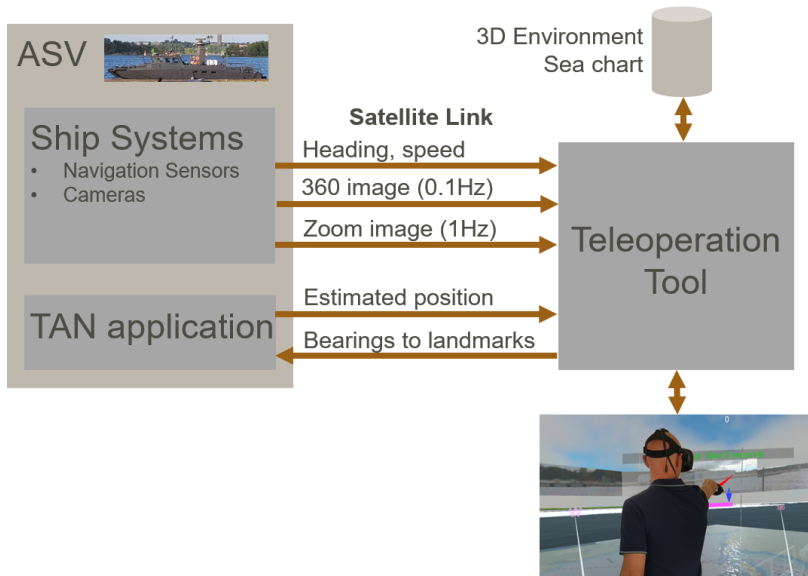 ASV
3D Environment
Sea chart
Ship Systems
• Navigation Sensors
• Cameras
Satellite Link
Heading, speed
360 image (0.1Hz)
Zoom image (1Hz)
Teleoperation
Tool
TAN application
Estimated position
Bearings to landmarks
0